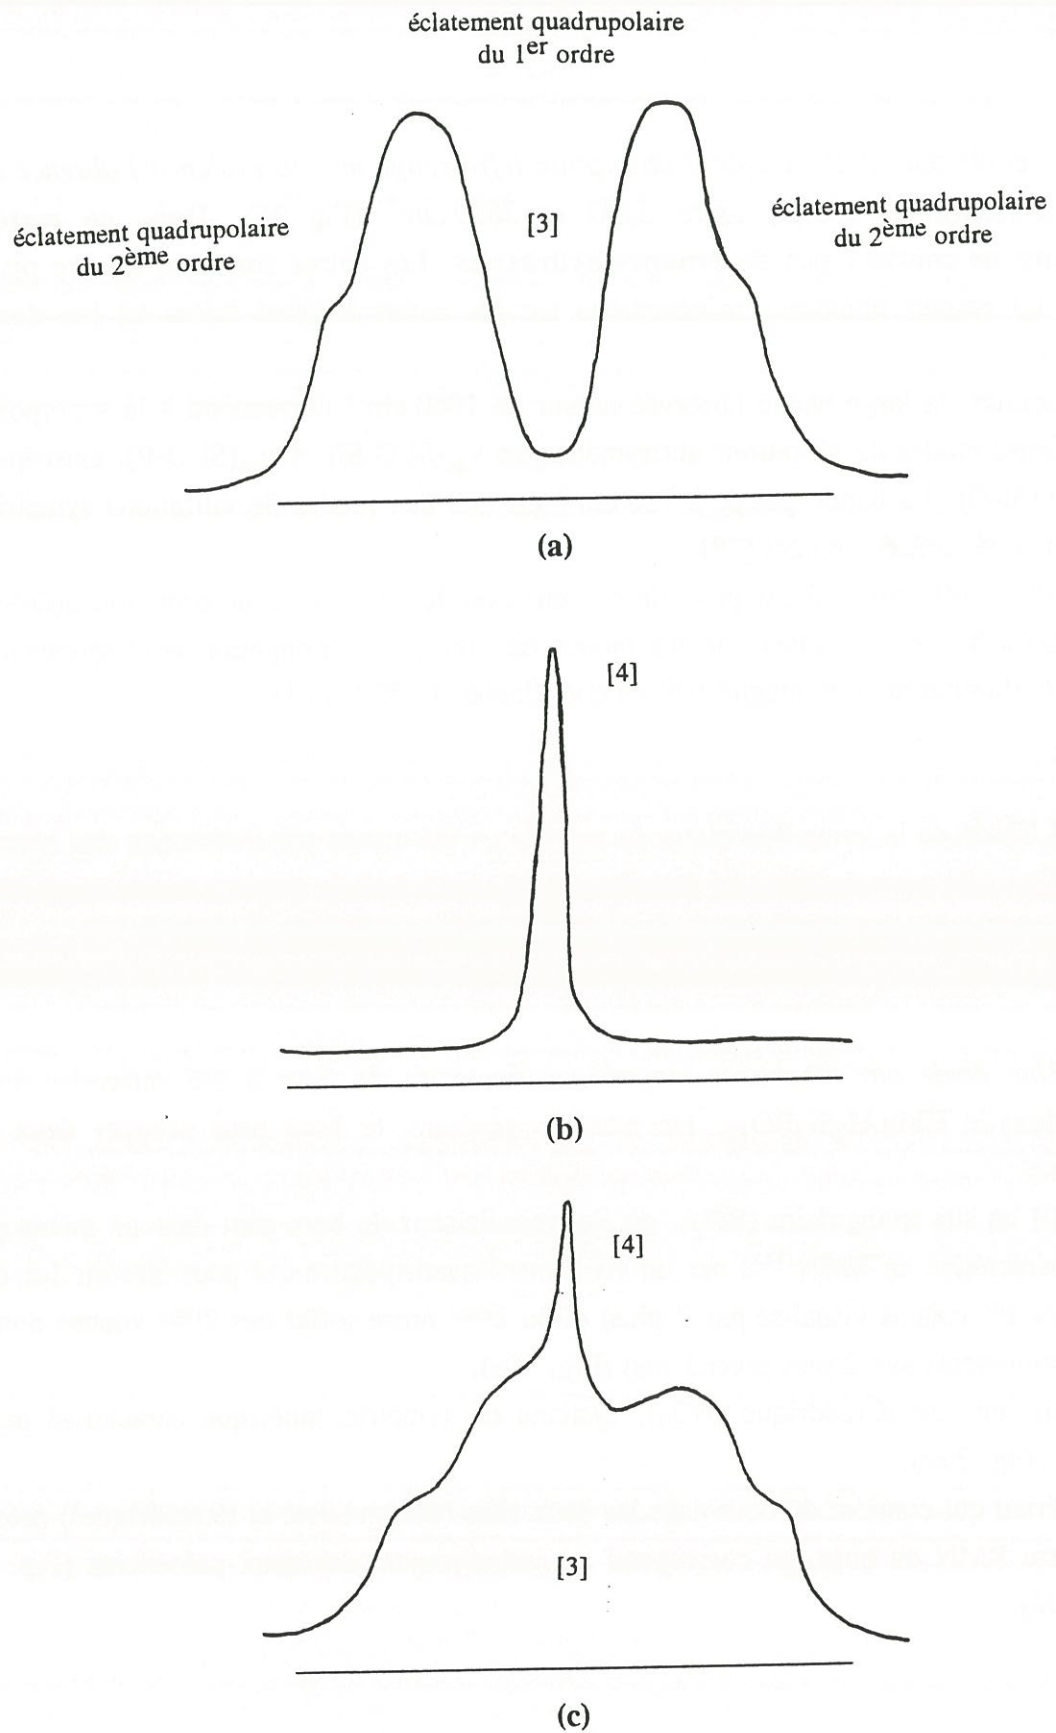 éclatement quadrupolaire
du 1er ordre
éclatement quadrupolaire
du 2ème ordre
[3]
éclatement quadrupolaire
du 2ème ordre
(a)
[4]
(b)
[4]
[3]
(c)